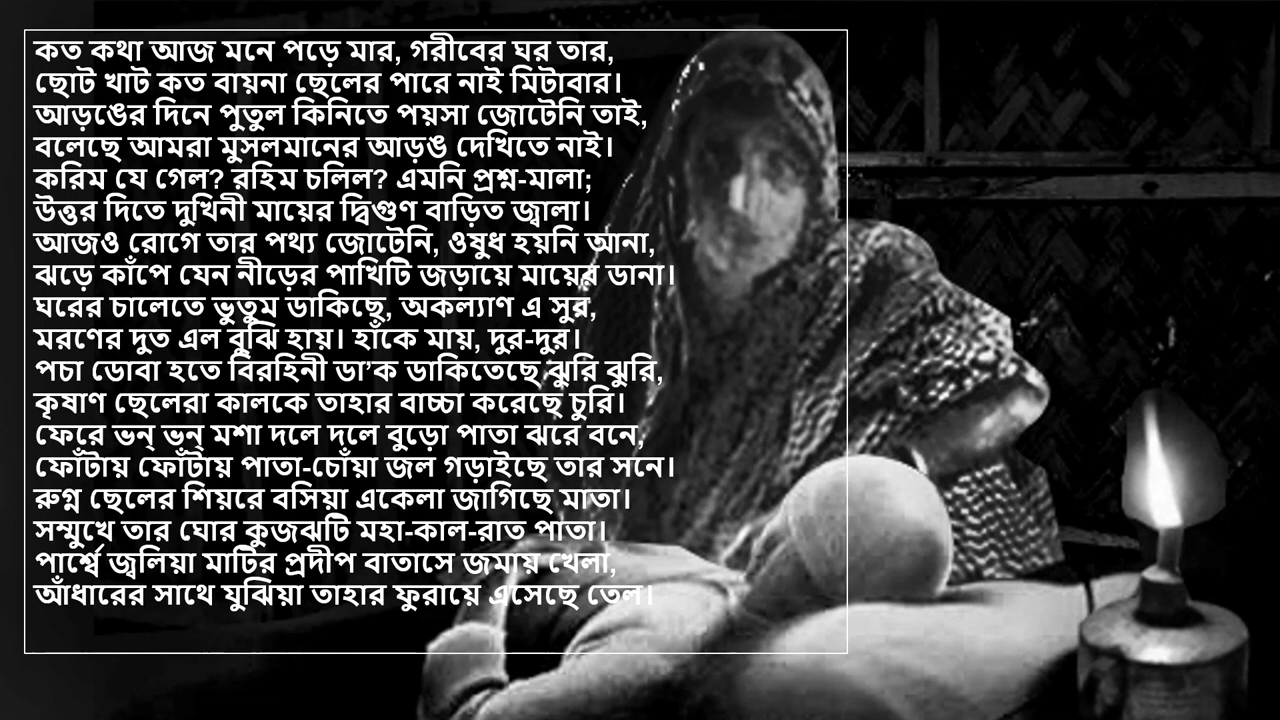 কত কথা আজ মনে পড়ে মার, গরীবের ঘর তার,
ছোট খাট কত বায়না ছেলের পারে নাই মিটাবার।
আড়ঙের দিনে পুতুল কিনিতে পয়সা জোটেনি তাই,
বলেছে আমরা মুসলমানের আড়ঙ দেখিতে নাই।
করিম যে গেল? রহিম চলিল? এমনি প্রশ্ন-মালা;
উত্তর দিতে দুখিনী মায়ের দ্বিগুণ বাড়িত জ্বালা।
আজও রোগে তার পথ্য জোটেনি, ওষুধ হয়নি আনা,
ঝড়ে কাঁপে যেন নীড়ের পাখিটি জড়ায়ে মায়ের ডানা।
ঘরের চালেতে ভুতুম ডাকিছে, অকল্যাণ এ সুর,
মরণের দুত এল বুঝি হায়। হাঁকে মায়, দুর-দুর।
পচা ডোবা হতে বিরহিনী ডা’ক ডাকিতেছে ঝুরি ঝুরি,
কৃষাণ ছেলেরা কালকে তাহার বাচ্চা করেছে চুরি।
ফেরে ভন্ ভন্ মশা দলে দলে বুড়ো পাতা ঝরে বনে,
ফোঁটায় ফোঁটায় পাতা-চোঁয়া জল গড়াইছে তার সনে।
রুগ্ন ছেলের শিয়রে বসিয়া একেলা জাগিছে মাতা।
সম্মুখে তার ঘোর কুজঝটি মহা-কাল-রাত পাতা।
পার্শ্বে জ্বলিয়া মাটির প্রদীপ বাতাসে জমায় খেলা,
আঁধারের সাথে যুঝিয়া তাহার ফুরায়ে এসেছে তেল।